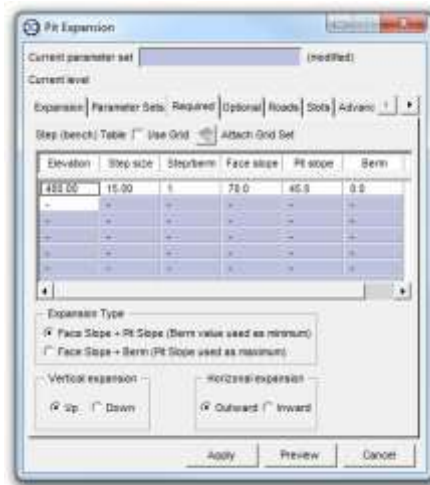 Pit Expansion
Current parameter set (modified)
Current level
Expansion Parameter Sets Required Optional Roads Slots Advanc
Step (bench) Table Use Grid Attach Grid Set
Elevation Step size Step/berm Face slope Pit slope Berm
400.00 15.00 1 70.0 45.0 0.0
Expansion Type
Face Slope + Pit Slope (Berm value used as minimum)
Face Slope + Berm (Pit Slope used as maximum)
Vertical expansion Horizonal expansion
Up Down Outward Inward
Apply Preview Cancel